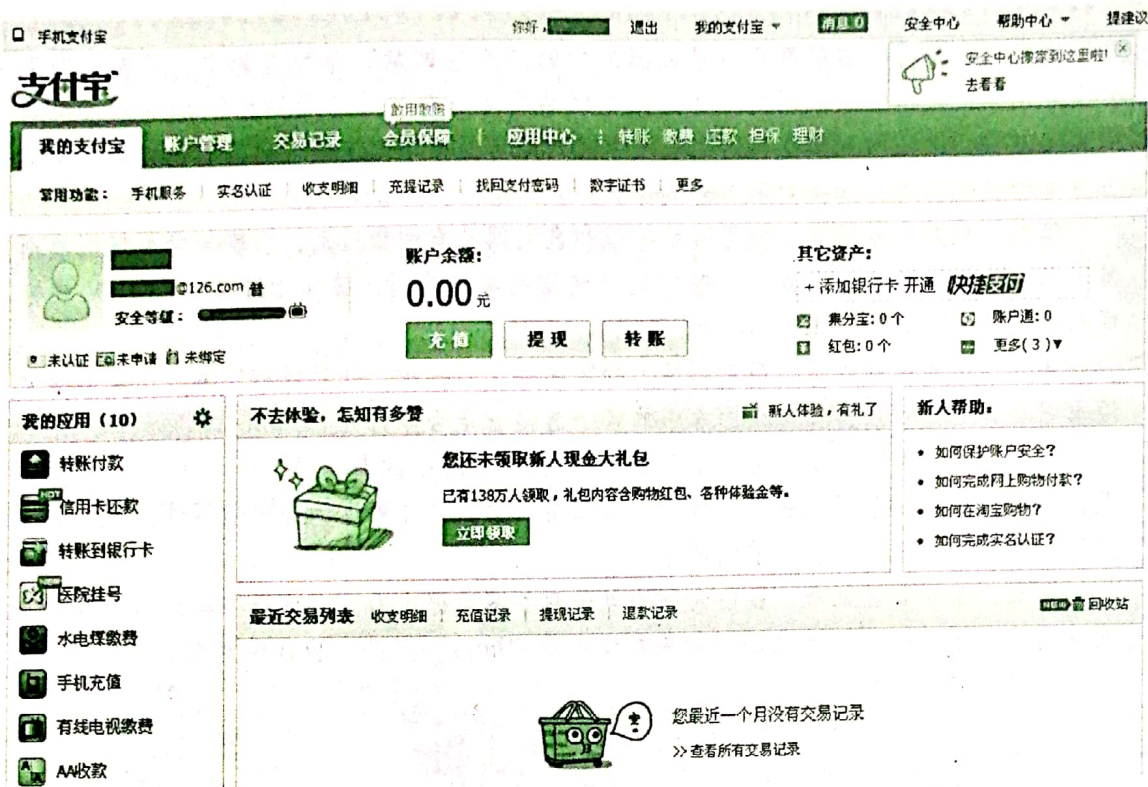 手机支付宝
你好， 退出 我的支付宝 消息 0 安全中心 帮助中心 提建议
支付宝
安全中心搬家到这里啦！
去看看
敢用敢赔
我的支付宝 账户管理 交易记录 会员保障 应用中心 转账 缴费 还款 担保 理财
常用功能： 手机服务 实名认证 收支明细 充提记录 找回支付密码 数字证书 更多
@126.com 普
安全等级：
未认证 未申请 未绑定
账户余额：
0.00 元
充 值 提 现 转 账
其它资产：
+ 添加银行卡 开通 快捷支付
集分宝：0 个 账户通：0
红包：0 个 更多( 3 )▼
我的应用（10）
转账付款
HOT
信用卡还款
转账到银行卡
医院挂号
水电煤缴费
手机充值
有线电视缴费
AA收款
不去体验，怎知有多赞 新人体验，有礼了
您还未领取新人现金大礼包
已有138万人领取，礼包内容含购物红包、各种体验金等。
立即领取
新人帮助：
• 如何保护账户安全？
• 如何完成网上购物付款？
• 如何在淘宝购物？
• 如何完成实名认证？
最近交易列表 收支明细 充值记录 提现记录 退款记录 NEW 回收站
空
您最近一个月没有交易记录
>> 查看所有交易记录